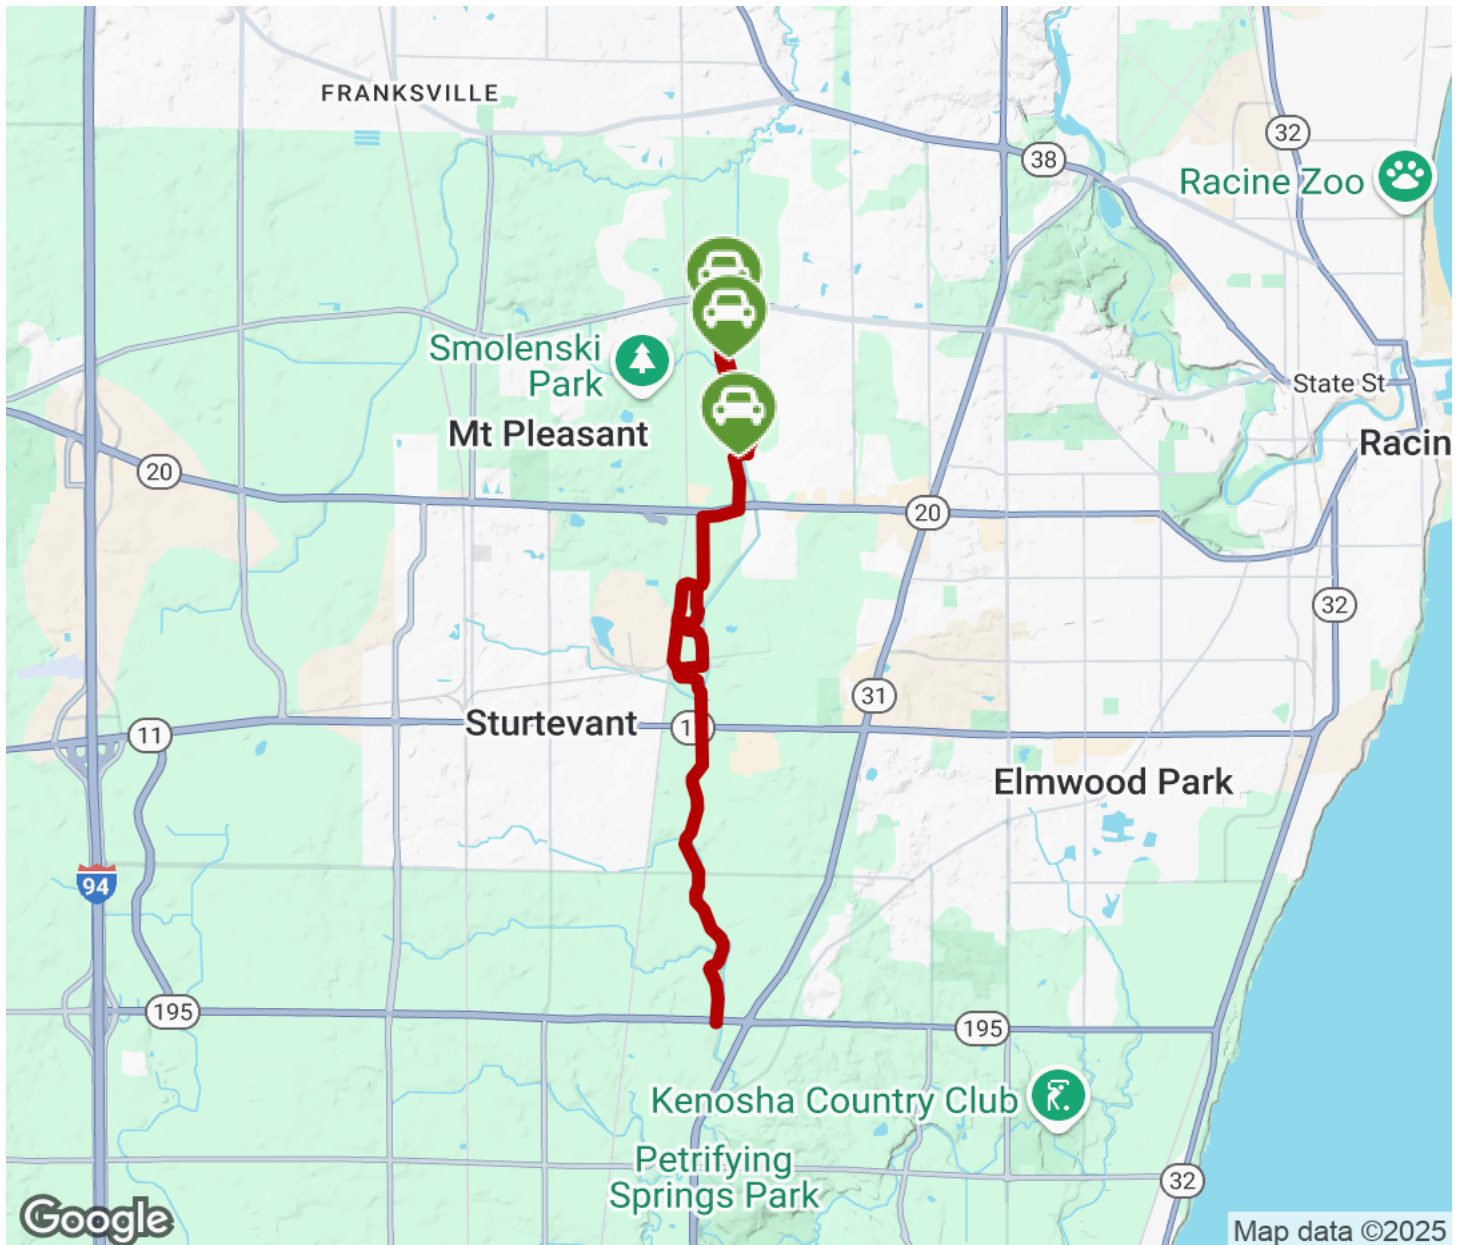 FRANKSVILLE
32
38
Racine Zoo
Smolenski
Park
State St
Mt Pleasant
Racin
20
20
32
31
Sturtevant
11
Elmwood Park
94
195
195
Kenosha Country Club
Petrifying
Springs Park
32
Google
Map data ©2025